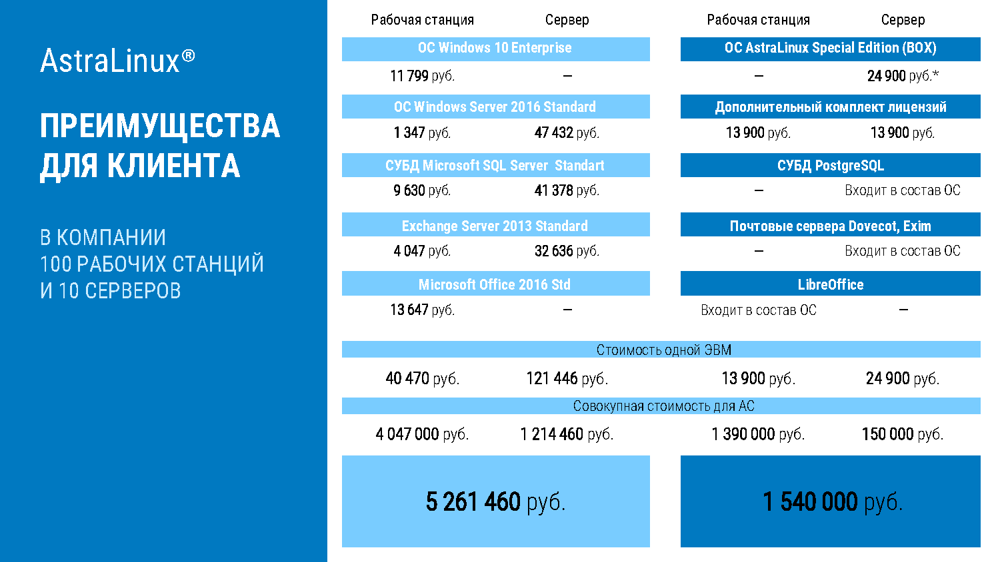 AstraLinux®
ПРЕИМУЩЕСТВА
ДЛЯ КЛИЕНТА
В КОМПАНИИ
100 РАБОЧИХ СТАНЦИЙ
И 10 СЕРВЕРОВ
Рабочая станция Сервер Рабочая станция Сервер
ОС Windows 10 Enterprise ОС AstraLinux Special Edition (BOX)
11 799 руб. — — 24 900 руб.*
ОС Windows Server 2016 Standard Дополнительный комплект лицензий
1 347 руб. 47 432 руб. 13 900 руб. 13 900 руб.
СУБД Microsoft SQL Server Standart СУБД PostgreSQL
9 630 руб. 41 378 руб. — Входит в состав ОС
Exchange Server 2013 Standard Почтовые сервера Dovecot, Exim
4 047 руб. 32 636 руб. — Входит в состав ОС
Microsoft Office 2016 Std LibreOffice
13 647 руб. — Входит в состав ОС —
Стоимость одной ЭВМ
40 470 руб. 121 446 руб. 13 900 руб. 24 900 руб.
Совокупная стоимость для АС
4 047 000 руб. 1 214 460 руб. 1 390 000 руб. 150 000 руб.
5 261 460 руб. 1 540 000 руб.